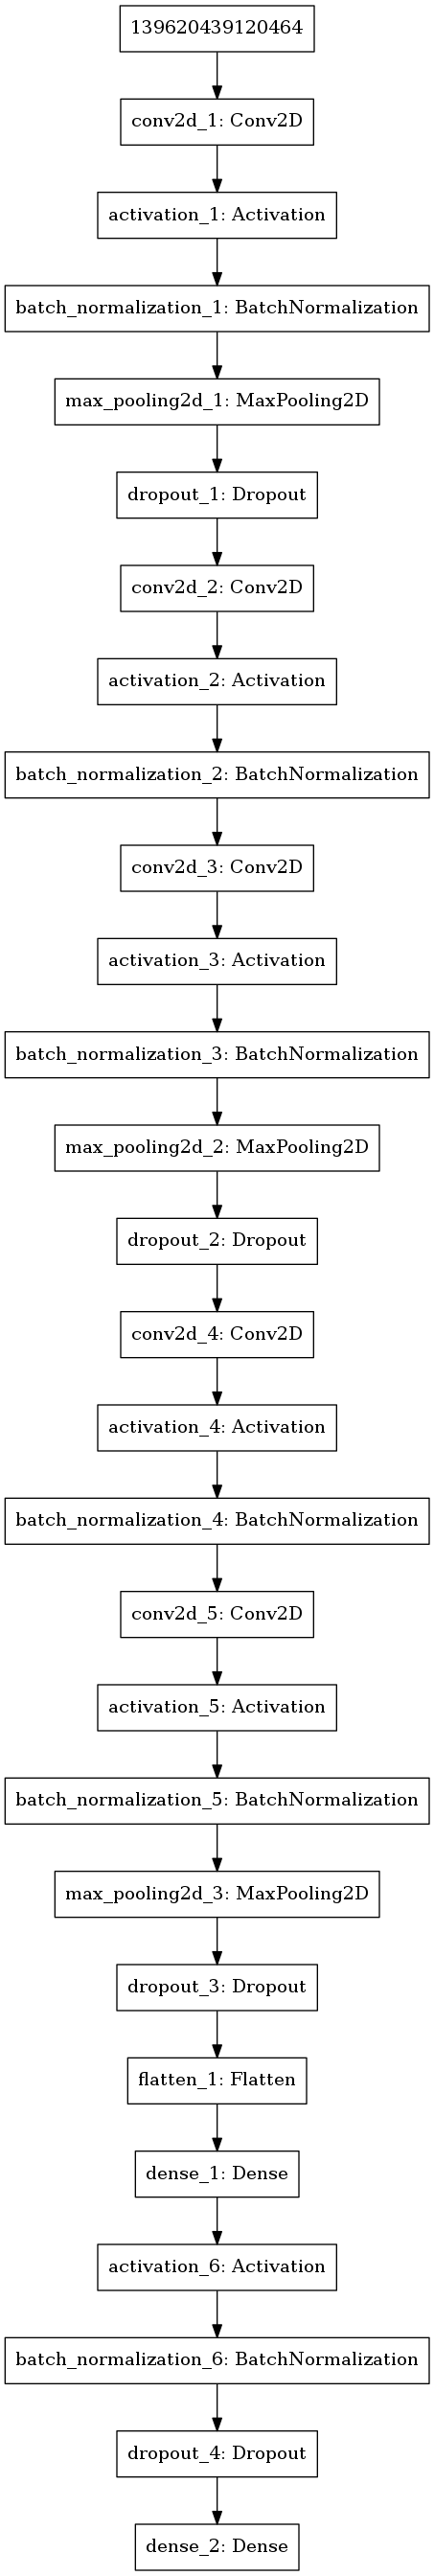 139620439120464
conv2d_1: Conv2D
activation_1: Activation
batch_normalization_1: BatchNormalization
max_pooling2d_1: MaxPooling2D
dropout_1: Dropout
conv2d_2: Conv2D
activation_2: Activation
batch_normalization_2: BatchNormalization
conv2d_3: Conv2D
activation_3: Activation
batch_normalization_3: BatchNormalization
max_pooling2d_2: MaxPooling2D
dropout_2: Dropout
conv2d_4: Conv2D
activation_4: Activation
batch_normalization_4: BatchNormalization
conv2d_5: Conv2D
activation_5: Activation
batch_normalization_5: BatchNormalization
max_pooling2d_3: MaxPooling2D
dropout_3: Dropout
flatten_1: Flatten
dense_1: Dense
activation_6: Activation
batch_normalization_6: BatchNormalization
dropout_4: Dropout
dense_2: Dense